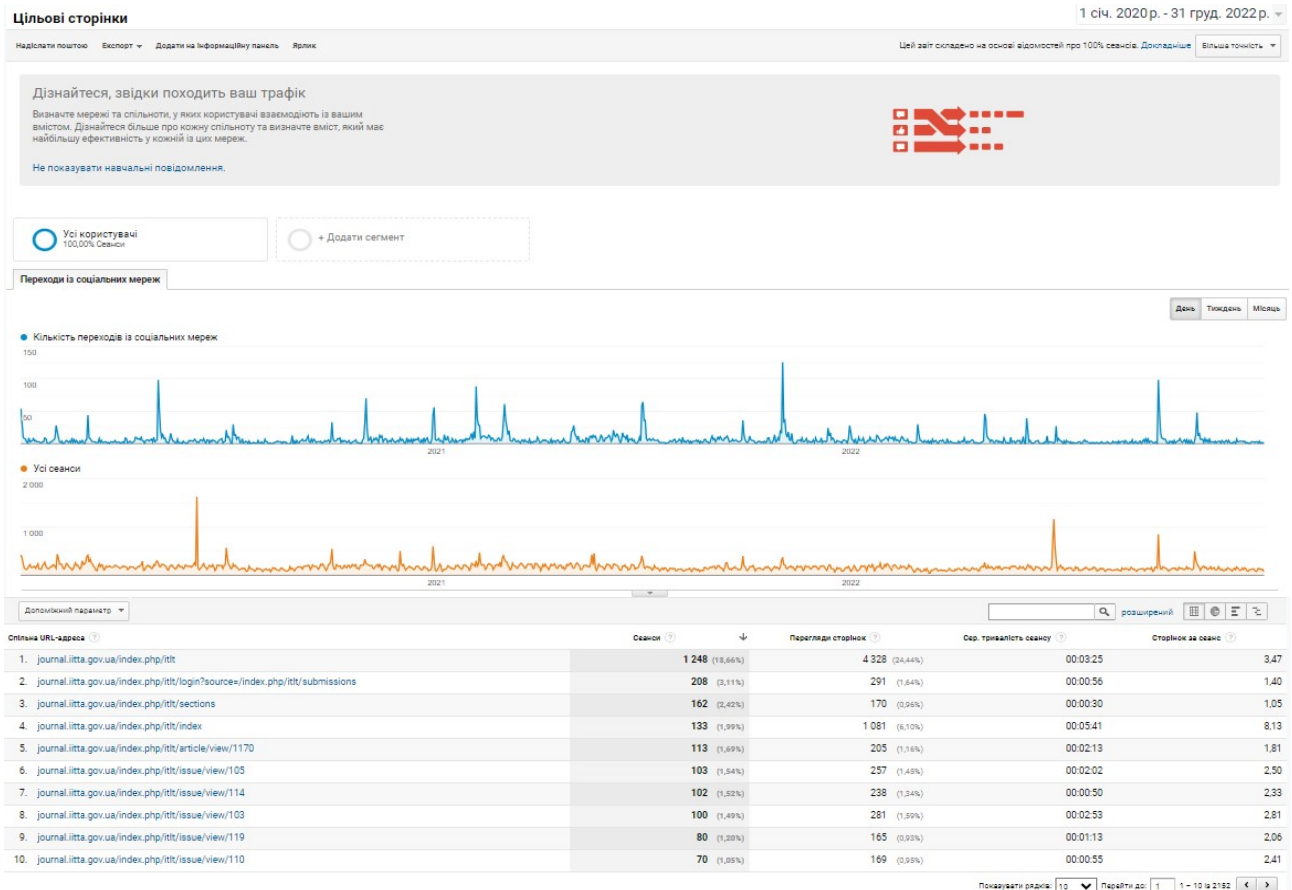 Цільові сторінки
1 січ. 2020 р. - 31 груд. 2022 р.
Надіслати поштою Експорт Додати на інформаційну панель Ярлик
Цей звіт складено на основі відомостей про 100% сеансів. Докладніше Більша точність
Дізнайтеся, звідки походить ваш трафік
Визначте мережі та спільноти, у яких користувачі взаємодіють із вашим
вмістом. Дізнайтеся більше про кожну спільноту та визначте вміст, який має
найбільшу ефективність у кожній із цих мереж.
Не показувати навчальні повідомлення.
Усі користувачі
100,00% Сеанси
+ Додати сегмент
Переходи із соціальних мереж
День Тиждень Місяць
Кількість переходів із соціальних мереж
150
100
50
2021 2022
Усі сеанси
2 000
1 000
2021 2022
Допоміжний параметр
розширений
Спільна URL-адреса Сеанси Перегляди сторінок Сер. тривалість сеансу Сторінок за сеанс
1. journal.iitta.gov.ua/index.php/itlt 1 248 (18,66%) 4 328 (24,44%) 00:03:25 3,47
2. journal.iitta.gov.ua/index.php/itlt/login?source=/index.php/itlt/submissions 208 (3,11%) 291 (1,64%) 00:00:56 1,40
3. journal.iitta.gov.ua/index.php/itlt/sections 162 (2,42%) 170 (0,96%) 00:00:30 1,05
4. journal.iitta.gov.ua/index.php/itlt/index 133 (1,99%) 1 081 (6,10%) 00:05:41 8,13
5. journal.iitta.gov.ua/index.php/itlt/article/view/1170 113 (1,69%) 205 (1,16%) 00:02:13 1,81
6. journal.iitta.gov.ua/index.php/itlt/issue/view/105 103 (1,54%) 257 (1,45%) 00:02:02 2,50
7. journal.iitta.gov.ua/index.php/itlt/issue/view/114 102 (1,52%) 238 (1,34%) 00:00:50 2,33
8. journal.iitta.gov.ua/index.php/itlt/issue/view/103 100 (1,49%) 281 (1,59%) 00:02:53 2,81
9. journal.iitta.gov.ua/index.php/itlt/issue/view/119 80 (1,20%) 165 (0,93%) 00:01:13 2,06
10. journal.iitta.gov.ua/index.php/itlt/issue/view/110 70 (1,05%) 169 (0,95%) 00:00:55 2,41
Показувати рядків: 10 Перейти до: 1 1 – 10 із 2152